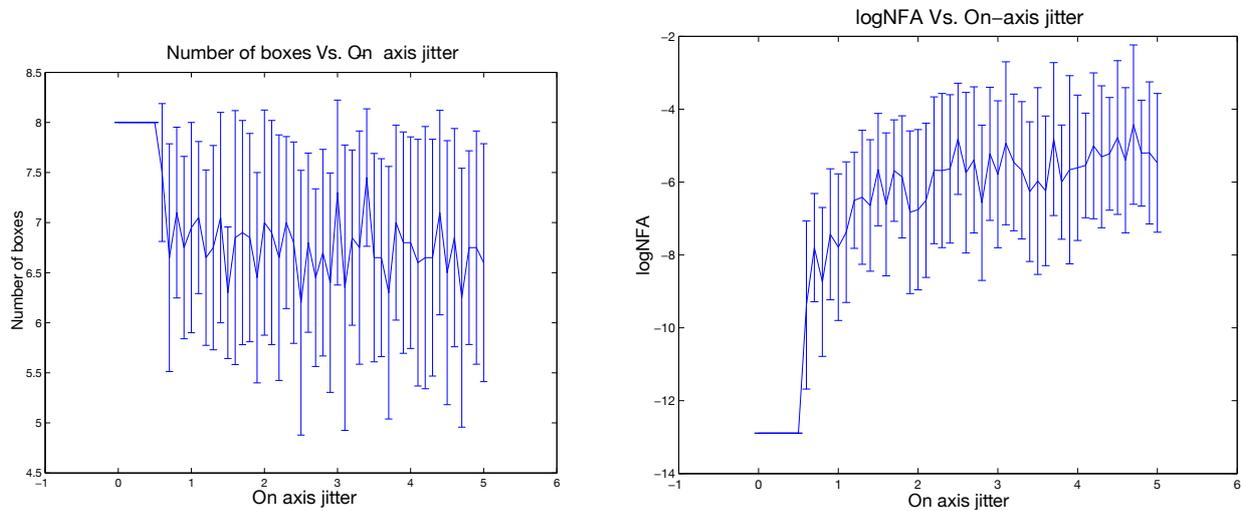 Number of boxes Vs. On axis jitter
8.5
8
7.5
7
6.5
6
5.5
5
4.5
Number of boxes
−1 0 1 2 3 4 5 6
On axis jitter
logNFA Vs. On−axis jitter
−2
−4
−6
−8
−10
−12
−14
logNFA
−1 0 1 2 3 4 5 6
On axis jitter